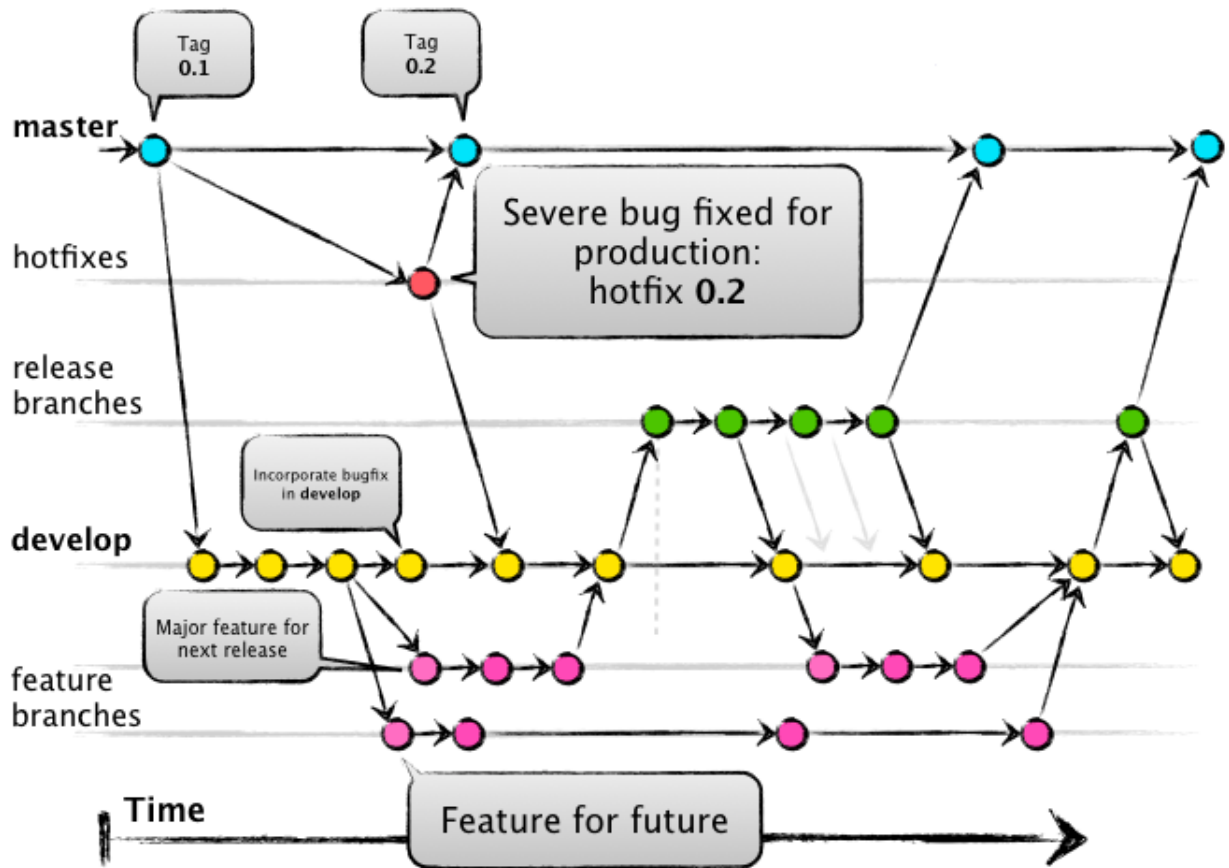 Tag
0.1
Tag
0.2
master
Severe bug fixed for
production:
hotfix 0.2
hotfixes
release
branches
Incorporate bugfix
in develop
develop
Major feature for
next release
feature
branches
Time
Feature for future